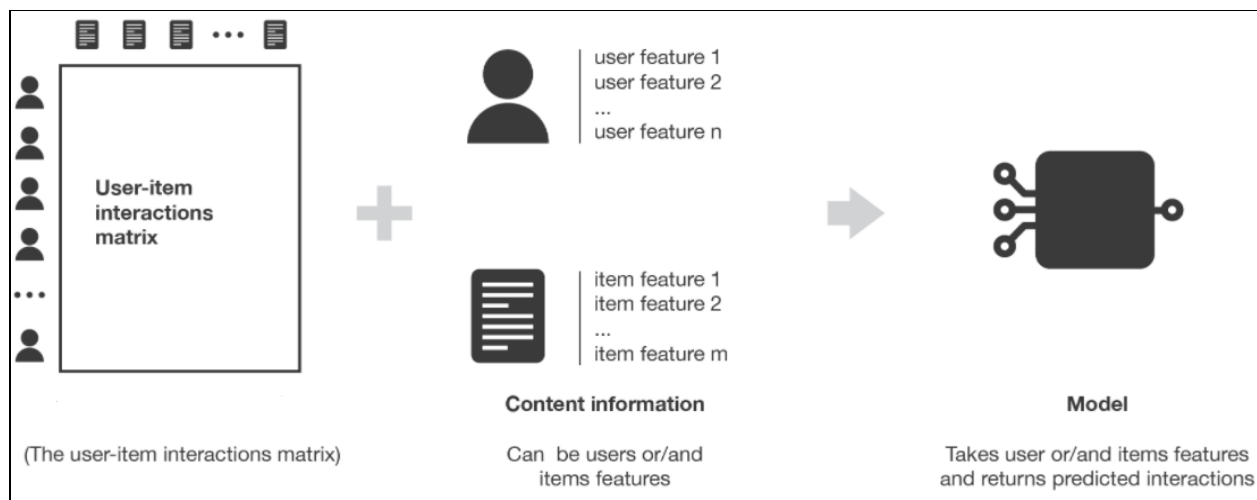 User-item
interactions
matrix
(The user-item interactions matrix)
user feature 1
user feature 2
...
user feature n
item feature 1
item feature 2
...
item feature m
Content information
Can be users or/and
items features
Model
Takes user or/and items features
and returns predicted interactions